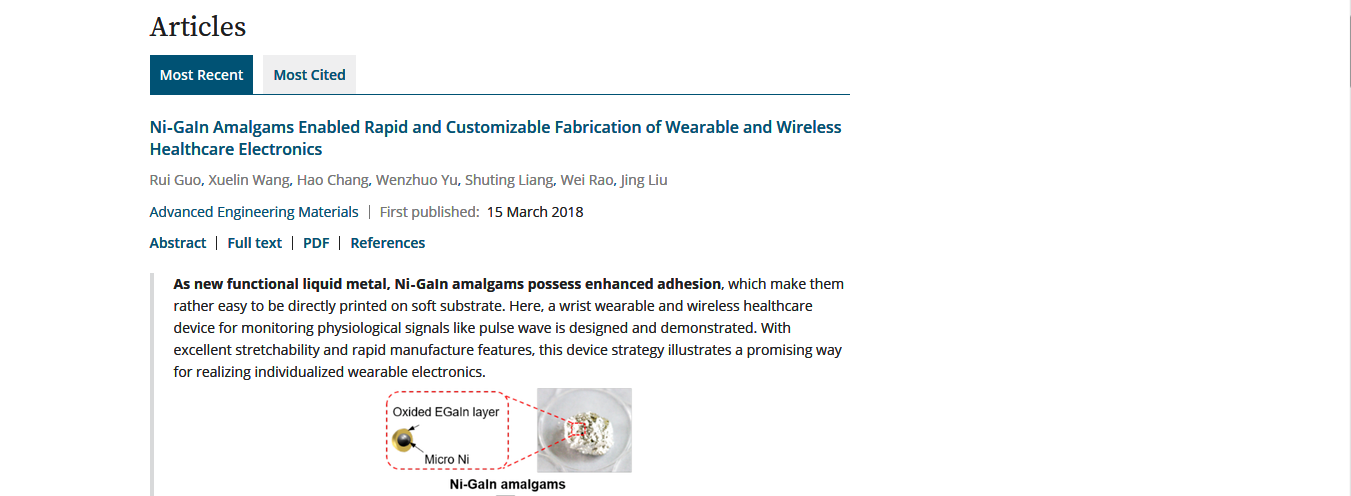 Articles
Most Recent Most Cited
Ni-GaIn Amalgams Enabled Rapid and Customizable Fabrication of Wearable and Wireless
Healthcare Electronics
Rui Guo, Xuelin Wang, Hao Chang, Wenzhuo Yu, Shuting Liang, Wei Rao, Jing Liu
Advanced Engineering Materials | First published: 15 March 2018
Abstract | Full text | PDF | References
As new functional liquid metal, Ni-GaIn amalgams possess enhanced adhesion, which make them
rather easy to be directly printed on soft substrate. Here, a wrist wearable and wireless healthcare
device for monitoring physiological signals like pulse wave is designed and demonstrated. With
excellent stretchability and rapid manufacture features, this device strategy illustrates a promising way
for realizing individualized wearable electronics.
Oxided EGaIn layer
Micro Ni
Ni-GaIn amalgams